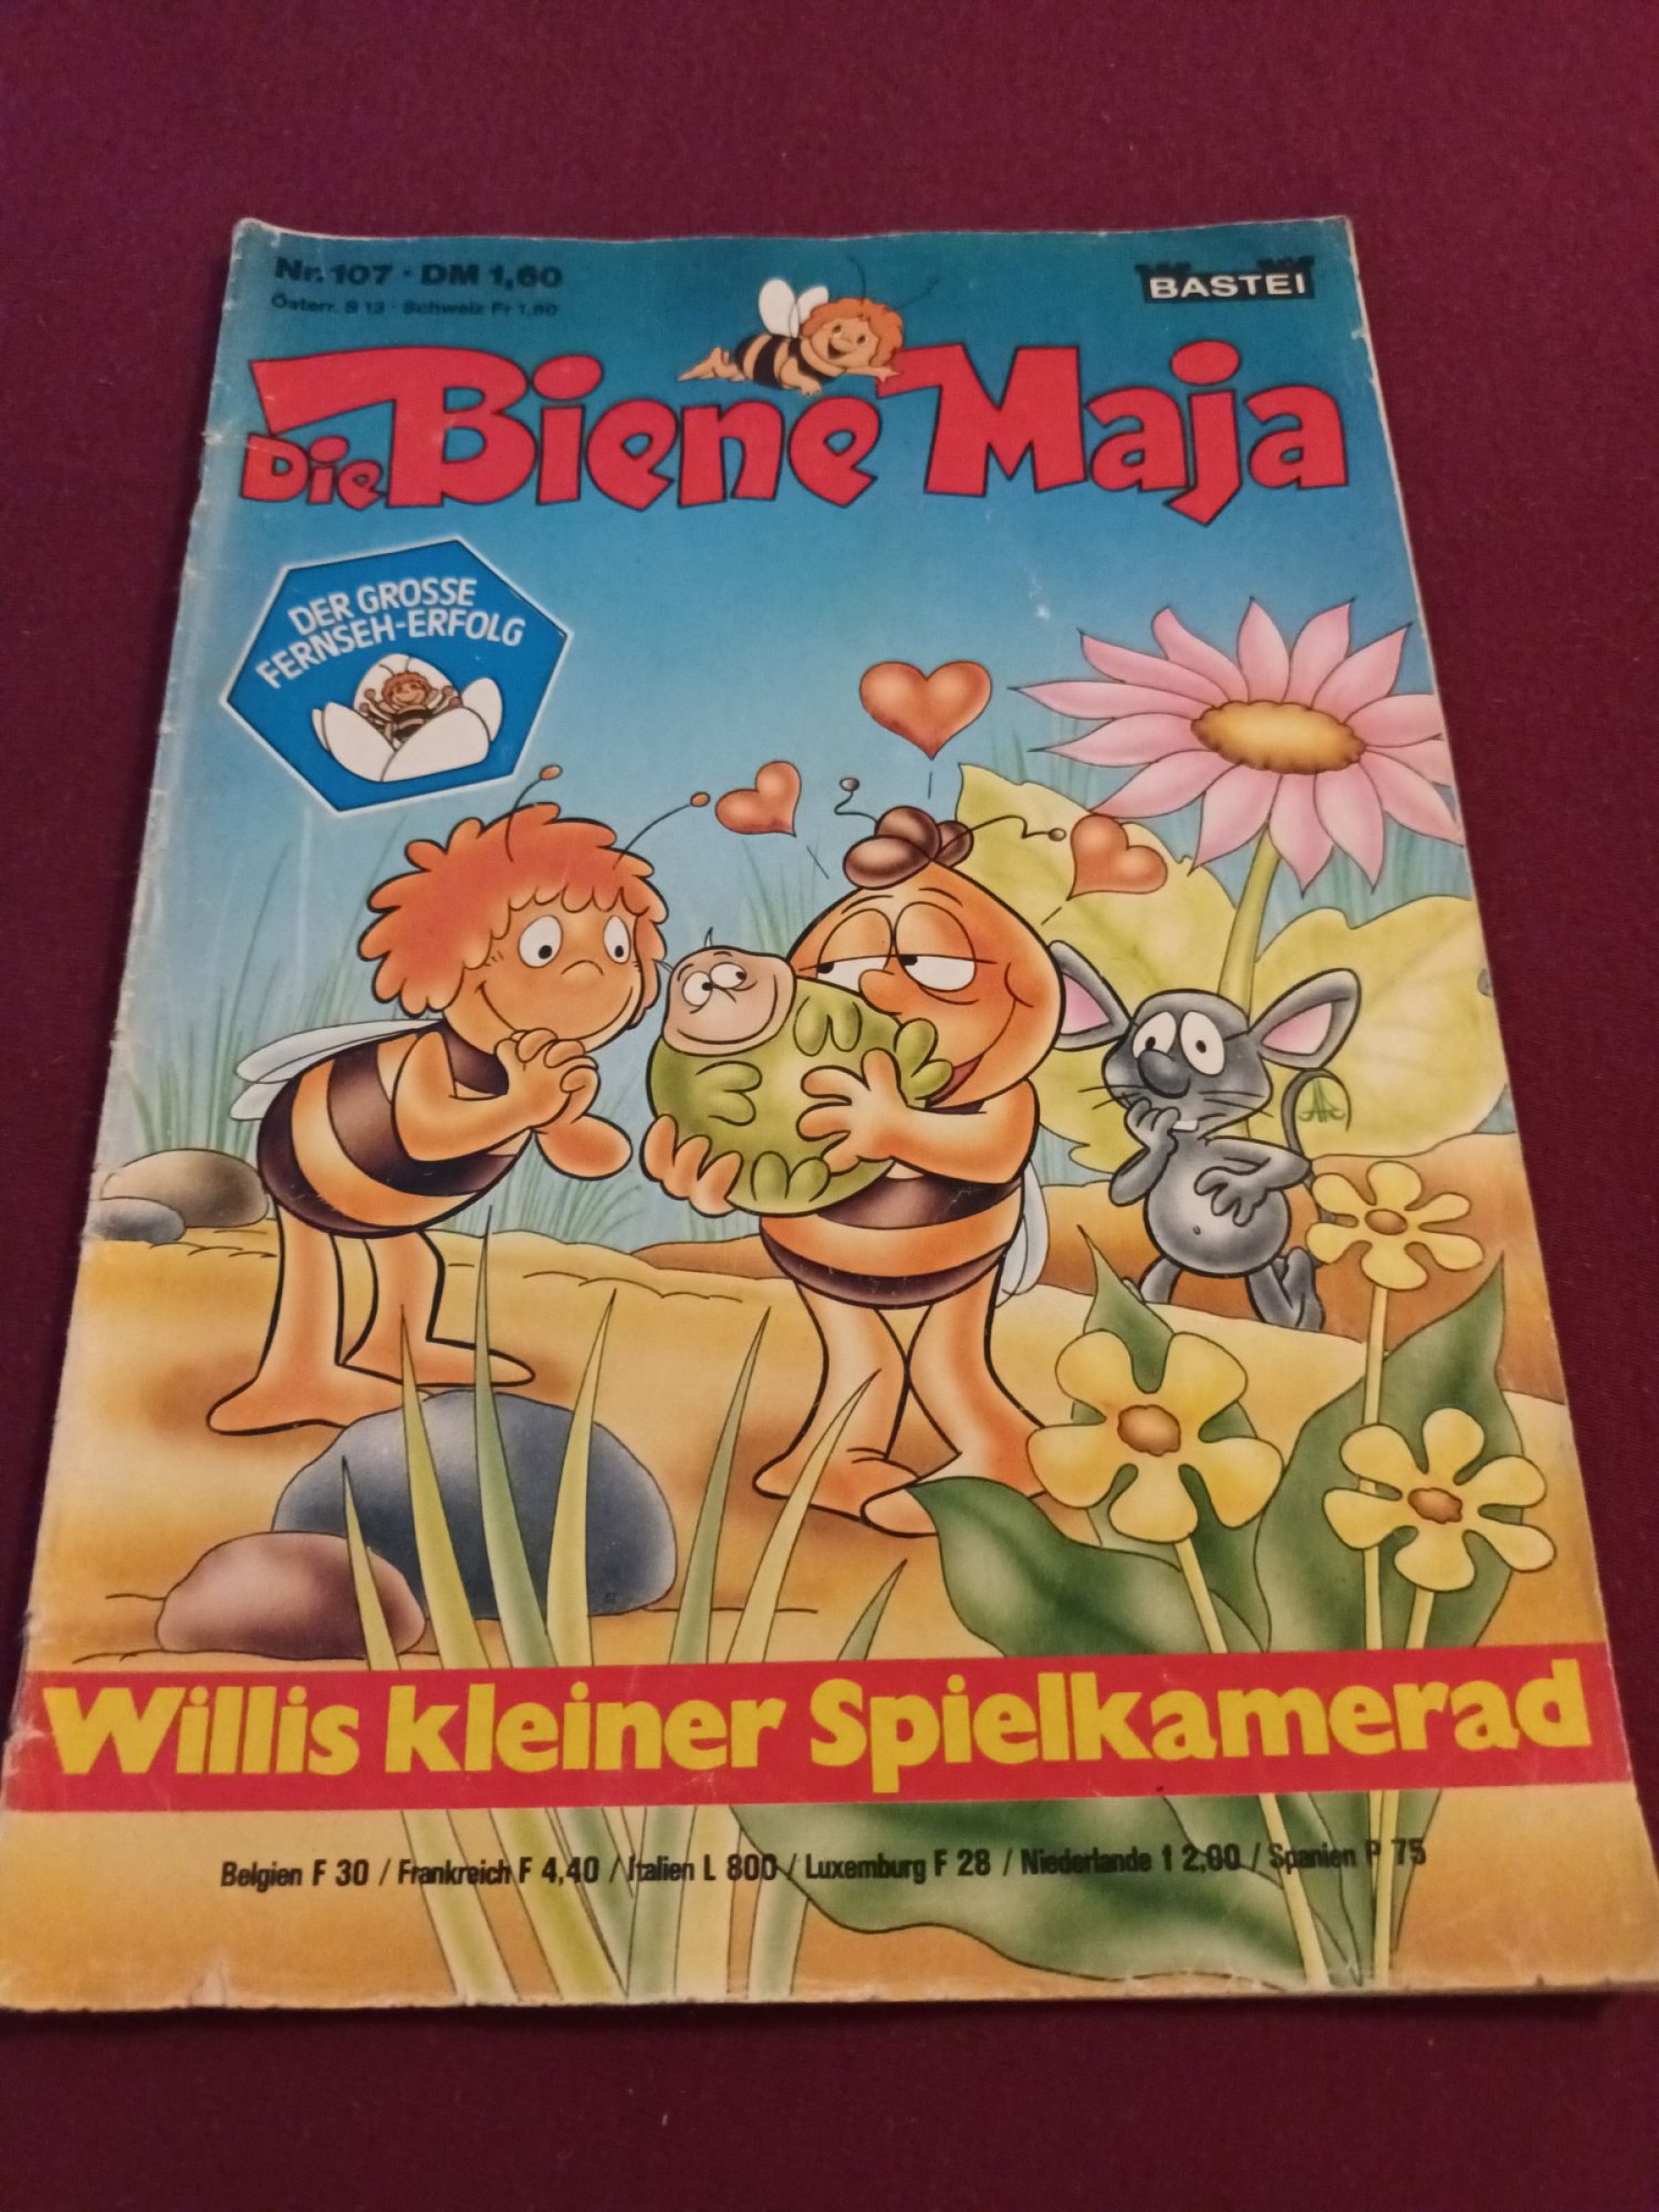 Nr. 107 · DM 1,60
Österr. S 13 · Schweiz Fr 1.80
BASTEI
Die Biene Maja
DER GROSSE
FERNSEH-ERFOLG
Willis kleiner Spielkamerad
Belgien F 30 / Frankreich F 4,40 / Italien L 800 / Luxemburg F 28 / Niederlande f 2,00 / Spanien P 75